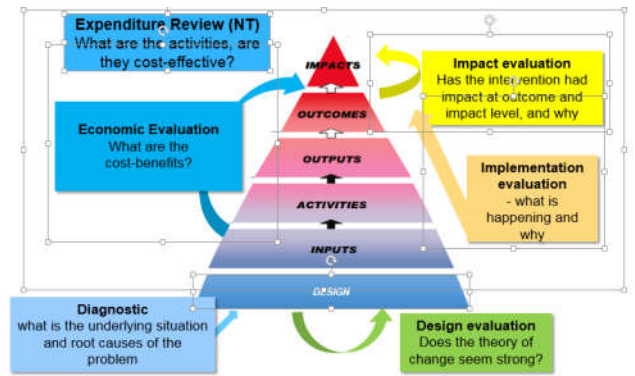 Expenditure Review (NT)
What are the activities, are
they cost-effective?
IMPACTS
Impact evaluation
Has the intervention had
impact at outcome and
impact level, and why
OUTCOMES
Economic Evaluation
What are the
cost-benefits?
OUTPUTS
Implementation
evaluation
- what is
happening and
why
ACTIVITIES
INPUTS
DESIGN
Diagnostic
what is the underlying situation
and root causes of the
problem
Design evaluation
Does the theory of
change seem strong?